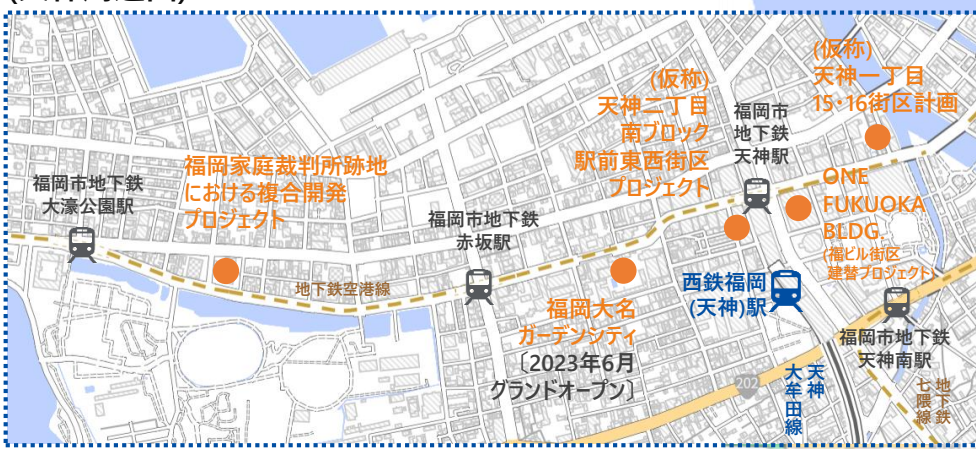 (仮称)
天神一丁目
15･16街区計画
(仮称)
天神二丁目
南ブロック
駅前東西街区
プロジェクト
福岡市
地下鉄
天神駅
福岡家庭裁判所跡地
における複合開発
プロジェクト
福岡市地下鉄
大濠公園駅
福岡市地下鉄
赤坂駅
ONE
FUKUOKA
BLDG.
(福ビル街区
建替プロジェクト)
地下鉄空港線
西鉄福岡
(天神)駅
福岡大名
ガーデンシティ
〔2023年6月
グランドオープン〕
福岡市地下鉄
天神南駅
202
天神
大牟田線
地下鉄
七隈線